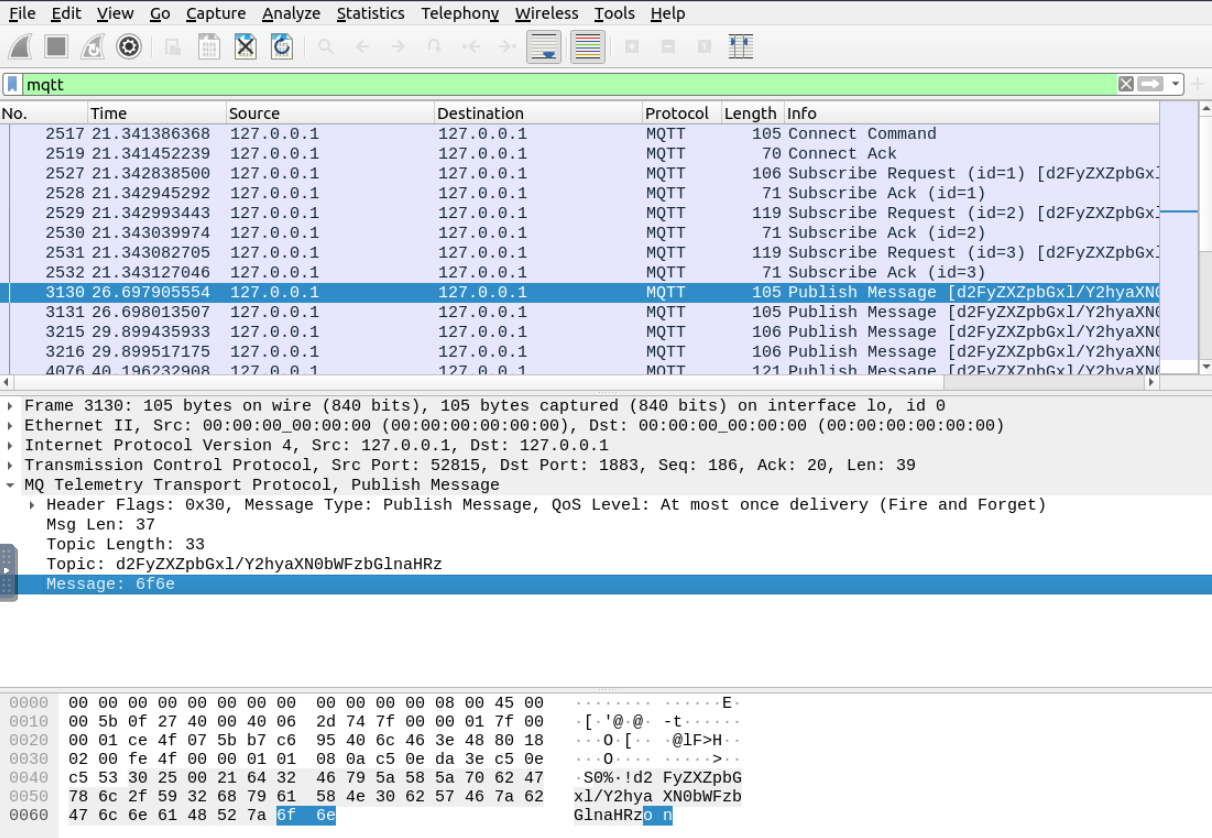 File Edit View Go Capture Analyze Statistics Telephony Wireless Tools Help
mqtt
No. Time Source Destination Protocol Length Info
2517 21.341386368 127.0.0.1 127.0.0.1 MQTT 105 Connect Command
2519 21.341452239 127.0.0.1 127.0.0.1 MQTT 70 Connect Ack
2527 21.342838500 127.0.0.1 127.0.0.1 MQTT 106 Subscribe Request (id=1) [d2FyZXZpbGxl
2528 21.342945292 127.0.0.1 127.0.0.1 MQTT 71 Subscribe Ack (id=1)
2529 21.342993443 127.0.0.1 127.0.0.1 MQTT 119 Subscribe Request (id=2) [d2FyZXZpbGxl
2530 21.343039974 127.0.0.1 127.0.0.1 MQTT 71 Subscribe Ack (id=2)
2531 21.343082705 127.0.0.1 127.0.0.1 MQTT 119 Subscribe Request (id=3) [d2FyZXZpbGxl
2532 21.343127046 127.0.0.1 127.0.0.1 MQTT 71 Subscribe Ack (id=3)
3130 26.697905554 127.0.0.1 127.0.0.1 MQTT 105 Publish Message [d2FyZXZpbGxl/Y2hyaXN0
3131 26.698013507 127.0.0.1 127.0.0.1 MQTT 105 Publish Message [d2FyZXZpbGxl/Y2hyaXN0
3215 29.899435933 127.0.0.1 127.0.0.1 MQTT 106 Publish Message [d2FyZXZpbGxl/Y2hyaXN0
3216 29.899517175 127.0.0.1 127.0.0.1 MQTT 106 Publish Message [d2FyZXZpbGxl/Y2hyaXN0
4076 40.196232908 127.0.0.1 127.0.0.1 MQTT 121 Publish Message [d2FyZXZpbGxl/Y2hyaXN0
Frame 3130: 105 bytes on wire (840 bits), 105 bytes captured (840 bits) on interface lo, id 0
Ethernet II, Src: 00:00:00_00:00:00 (00:00:00:00:00:00), Dst: 00:00:00_00:00:00 (00:00:00:00:00:00)
Internet Protocol Version 4, Src: 127.0.0.1, Dst: 127.0.0.1
Transmission Control Protocol, Src Port: 52815, Dst Port: 1883, Seq: 186, Ack: 20, Len: 39
MQ Telemetry Transport Protocol, Publish Message
Header Flags: 0x30, Message Type: Publish Message, QoS Level: At most once delivery (Fire and Forget)
Msg Len: 37
Topic Length: 33
Topic: d2FyZXZpbGxl/Y2hyaXN0bWFzbGlnaHRz
Message: 6f6e
0000 00 00 00 00 00 00 00 00 00 00 00 00 08 00 45 00 ········ ······E·
0010 00 5b 0f 27 40 00 40 06 2d 74 7f 00 00 01 7f 00 ·[·'@·@· -t······
0020 00 01 ce 4f 07 5b b7 c6 95 40 6c 46 3e 48 80 18 ···O·[·· ·@lF>H··
0030 02 00 fe 4f 00 00 01 01 08 0a c5 0e da 3e c5 0e ···O···· ·····>··
0040 c5 53 30 25 00 21 64 32 46 79 5a 58 5a 70 62 47 ·S0%·!d2 FyZXZpbG
0050 78 6c 2f 59 32 68 79 61 58 4e 30 62 57 46 7a 62 xl/Y2hya XN0bWFzb
0060 47 6c 6e 61 48 52 7a 6f 6e GlnaHRzo n